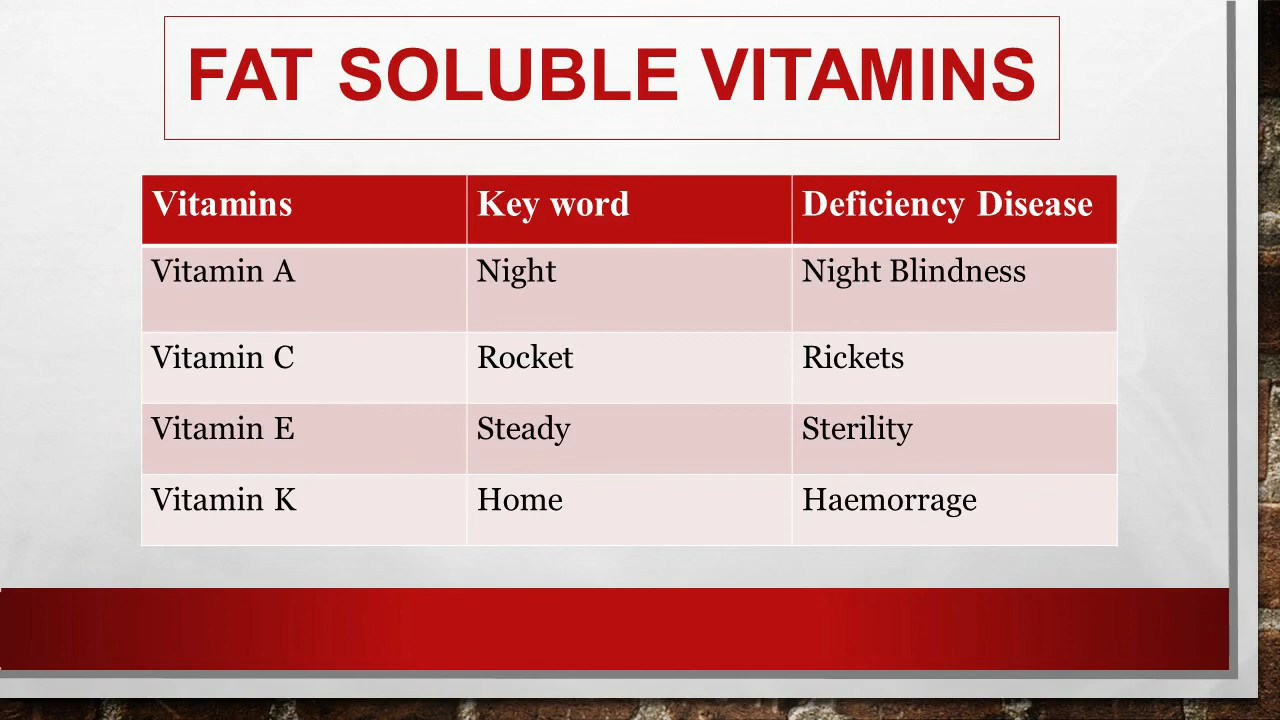 FAT SOLUBLE VITAMINS
Vitamins Key word Deficiency Disease
Vitamin A Night Night Blindness
Vitamin C Rocket Rickets
Vitamin E Steady Sterility
Vitamin K Home Haemorrage